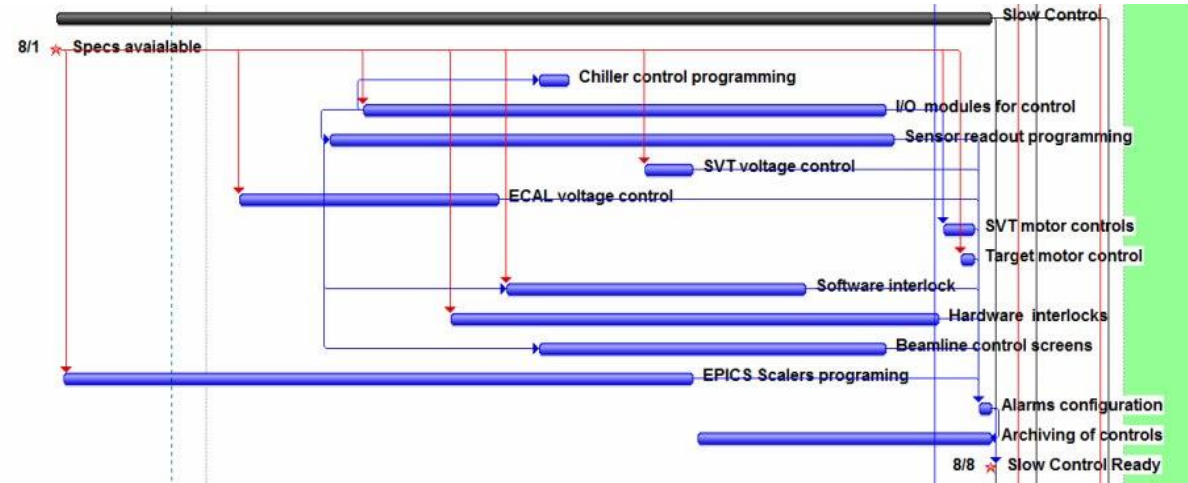 Slow Control
8/1 Specs avaialable
Chiller control programming
I/O modules for control
Sensor readout programming
SVT voltage control
ECAL voltage control
SVT motor controls
Target motor control
Software interlock
Hardware interlocks
Beamline control screens
EPICS Scalers programing
Alarms configuration
Archiving of controls
8/8 Slow Control Ready